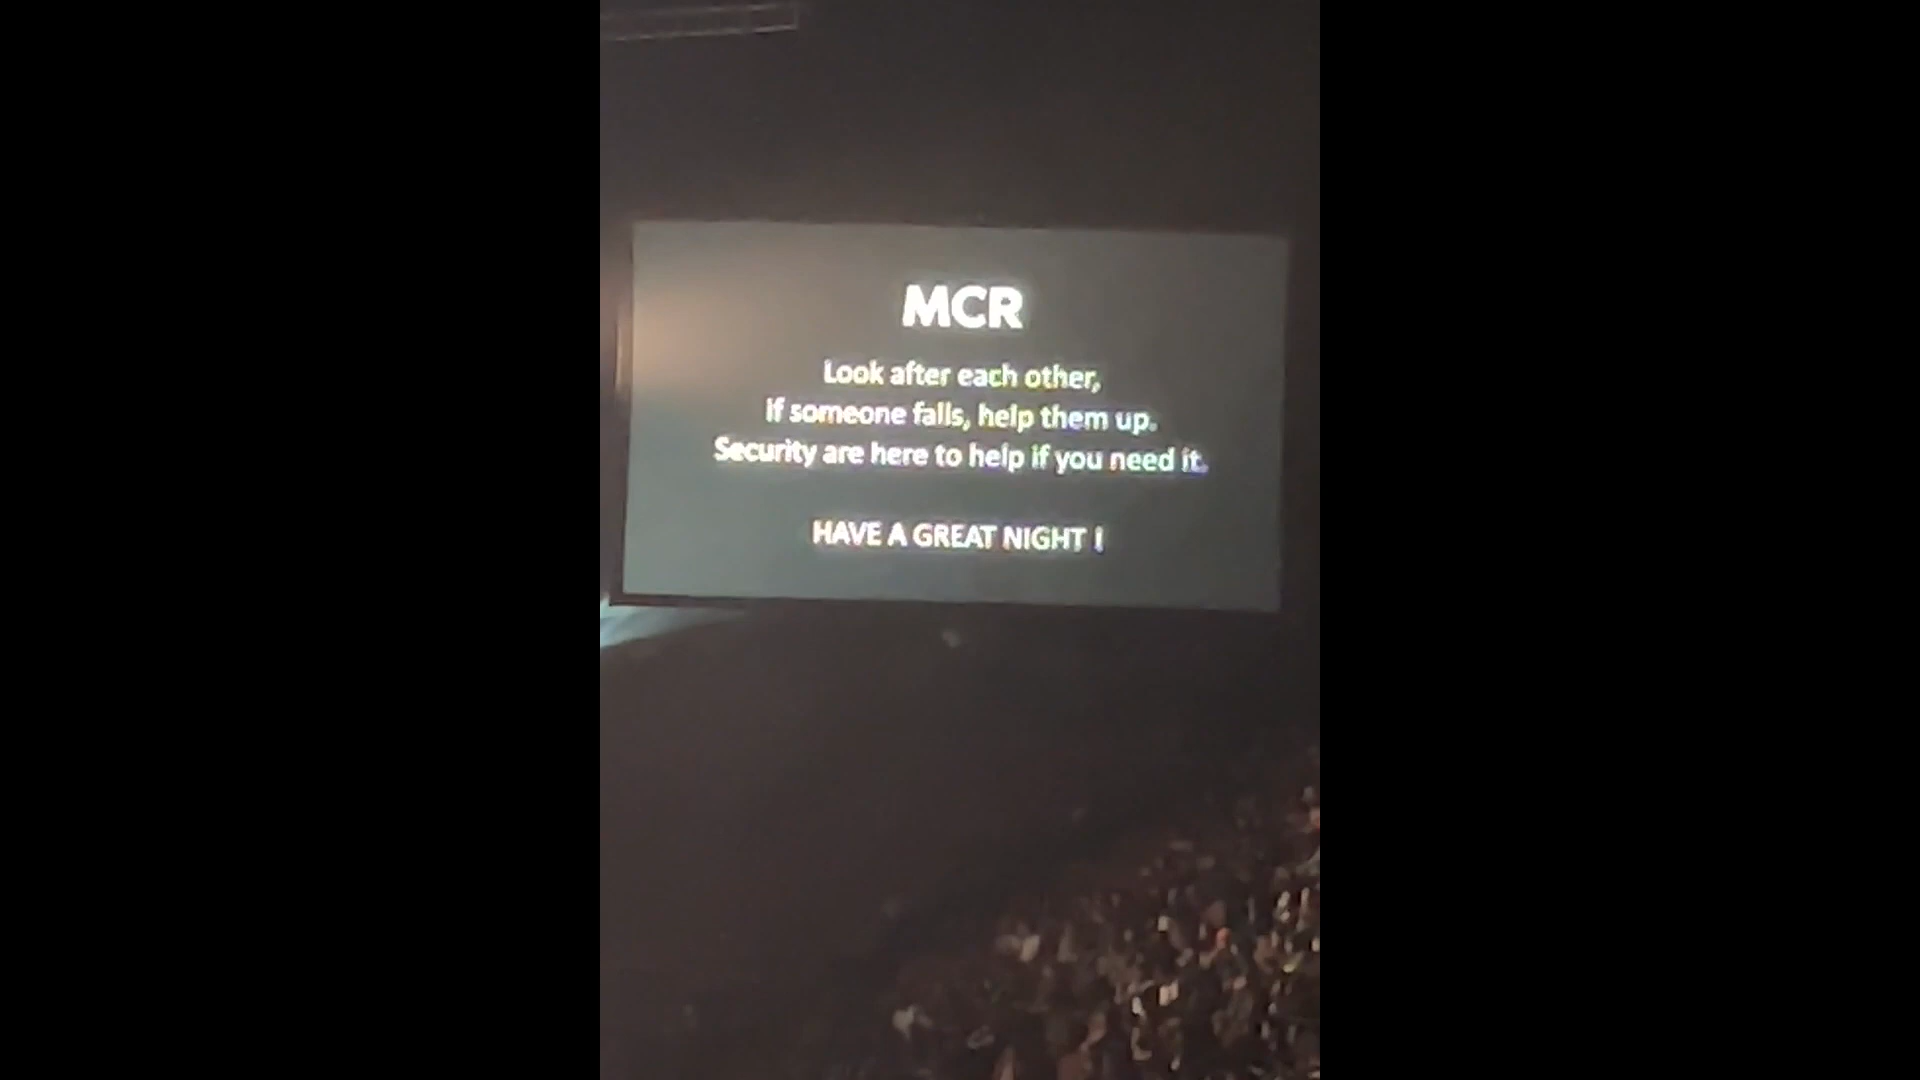 MCR
Look after each other,
if someone falls, help them up.
Security are here to help if you need it.
HAVE A GREAT NIGHT !